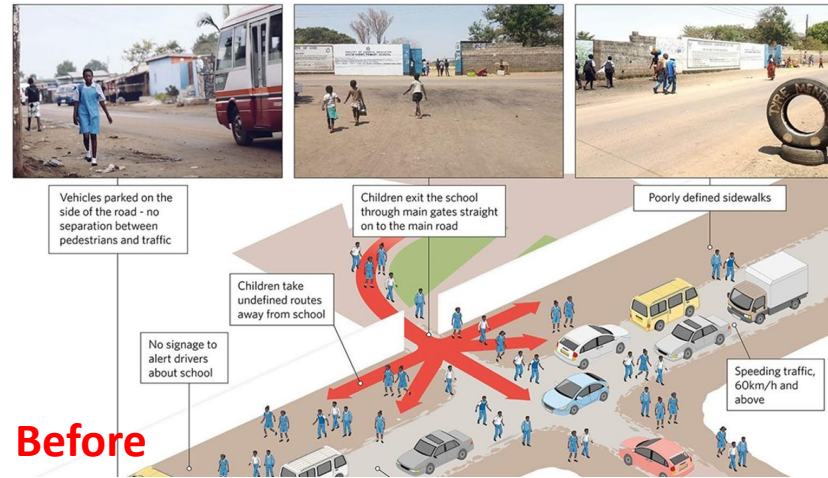 Vehicles parked on the
side of the road - no
separation between
pedestrians and traffic
Children exit the school
through main gates straight
on to the main road
Poorly defined sidewalks
Children take
undefined routes
away from school
No signage to
alert drivers
about school
Speeding traffic,
60km/h and
above
Before